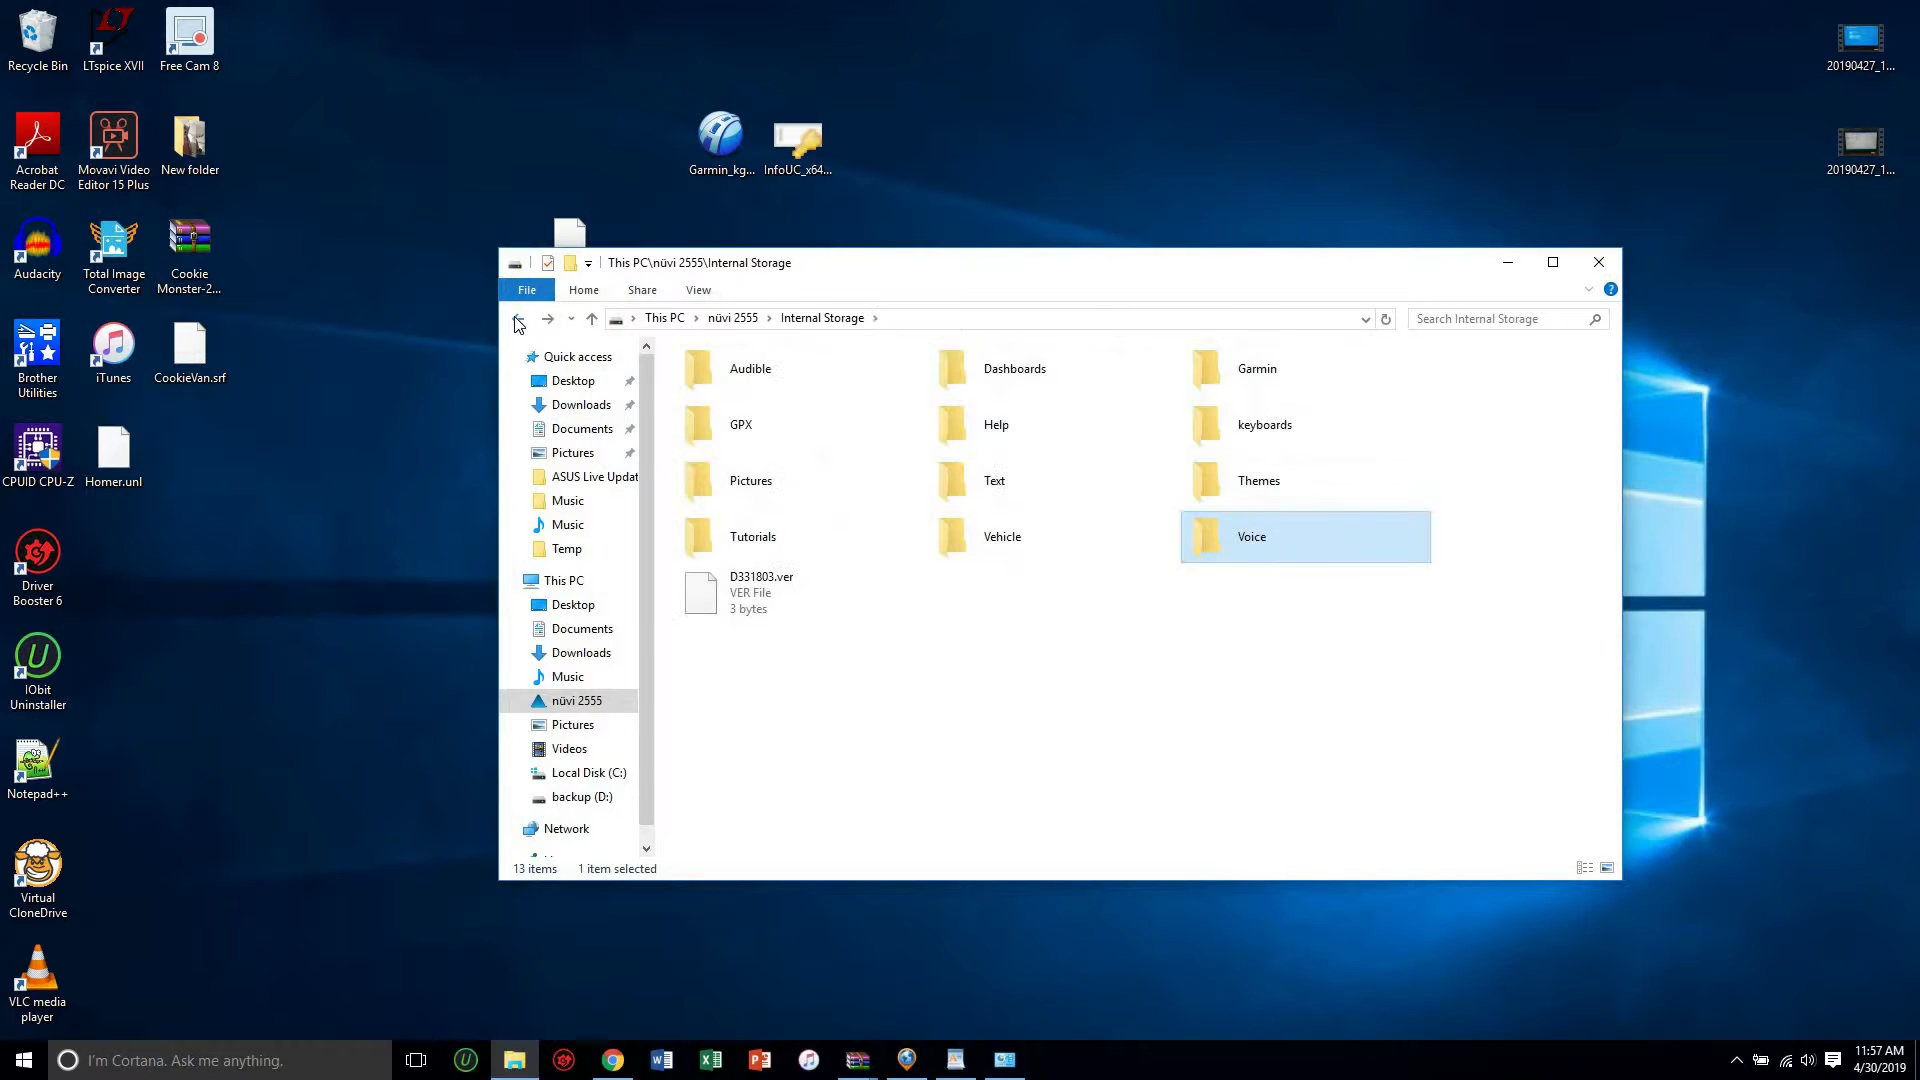 Recycle Bin
LTspice XVII
Free Cam 8
Acrobat
Reader DC
Movavi Video
Editor 15 Plus
New folder
Audacity
Total Image
Converter
Cookie
Monster-2...
Brother
Utilities
iTunes
CookieVan.srf
CPUID CPU-Z
Homer.unl
Driver
Booster 6
IObit
Uninstaller
Notepad++
Virtual
CloneDrive
VLC media
player
Garmin_kg...
InfoUC_x64...
20190427_1...
20190427_1...
This PC\nüvi 2555\Internal Storage
File
Home
Share
View
This PC
nüvi 2555
Internal Storage
Search Internal Storage
Quick access
Desktop
Downloads
Documents
Pictures
ASUS Live Updat
Music
Music
Temp
This PC
Desktop
Documents
Downloads
Music
nüvi 2555
Pictures
Videos
Local Disk (C:)
backup (D:)
Network
Audible
Dashboards
Garmin
GPX
Help
keyboards
Pictures
Text
Themes
Tutorials
Vehicle
Voice
D331803.ver
VER File
3 bytes
13 items
1 item selected
I'm Cortana. Ask me anything.
11:57 AM
4/30/2019